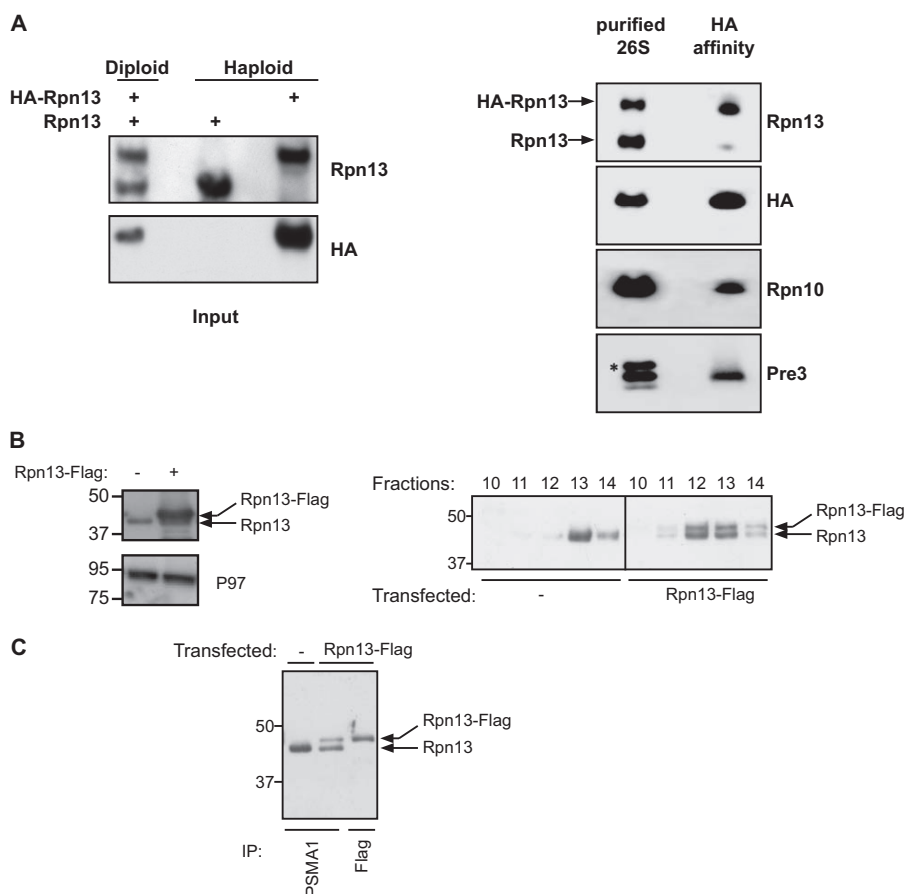 A
Diploid Haploid
HA-Rpn13 + +
Rpn13 + +
Rpn13
HA
Input
purified 26S
HA affinity
HA-Rpn13
Rpn13
Rpn13
HA
Rpn10
*
Pre3
B
Rpn13-Flag: - +
50
37
Rpn13-Flag
Rpn13
95
75
P97
Fractions: 10 11 12 13 14 10 11 12 13 14
50
37
Rpn13-Flag
Rpn13
Transfected: - Rpn13-Flag
C
Transfected: - Rpn13-Flag
50
37
Rpn13-Flag
Rpn13
IP: PSMA1 Flag